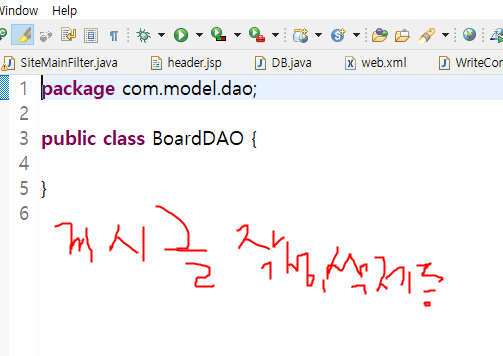 Window Help
SiteMainFilter.java header.jsp DB.java web.xml WriteCon
1 package com.model.dao;
2
3 public class BoardDAO {
4
5 }
6
게시글 작성,삭제등